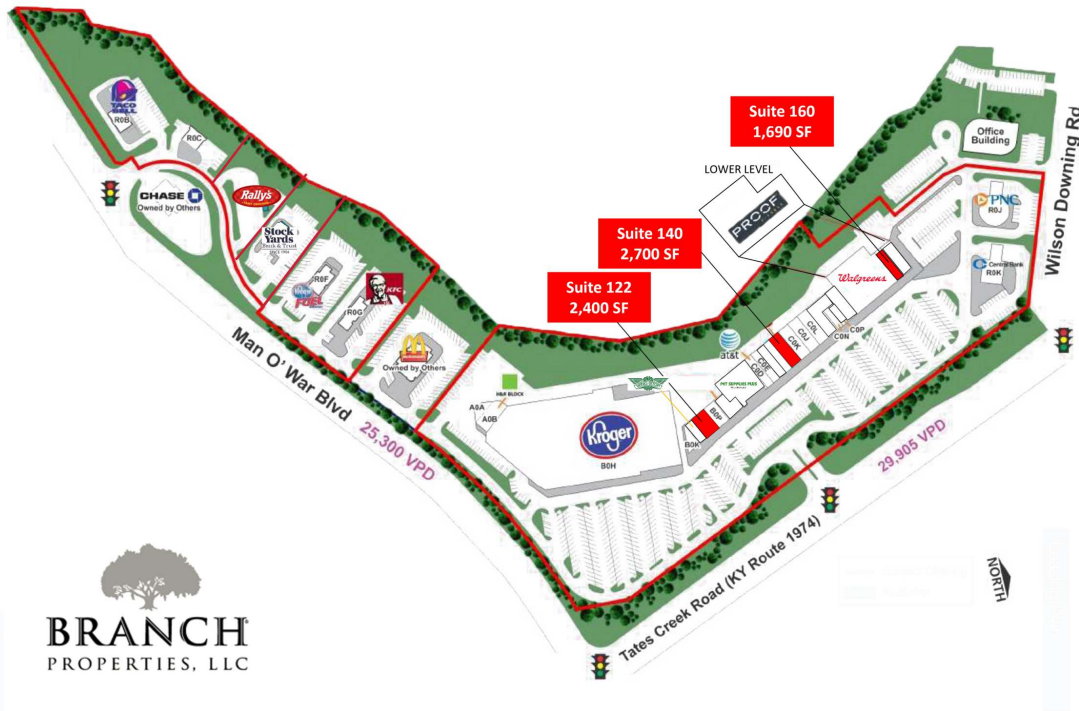 TACO
BELL
R0B
R0C
CHASE
Owned by Others
Rally's
Stock
Yards
Bank & Trust
SINCE 1904
R0F
FUEL
R0G
KFC
Owned by Others
Man O' War Blvd
25,300 VPD
H&R BLOCK
A0A
A0B
Kroger
B0H
B0K
B0P
PET SUPPLIES PLUS
at&t
C0D
C0E
C0K
C0J
C0L
C0N
C0P
Suite 122
2,400 SF
Suite 140
2,700 SF
Suite 160
1,690 SF
LOWER LEVEL
PROOF
Walgreens
Office
Building
PNC
R0J
Central Bank
R0K
Wilson Downing Rd
29,905 VPD
Tates Creek Road (KY Route 1974)
NORTH
BRANCH
PROPERTIES, LLC